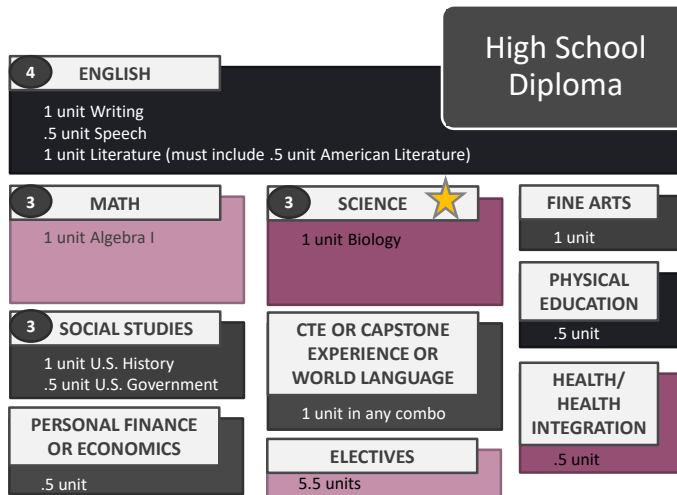 High School
Diploma
4
ENGLISH
1 unit Writing
.5 unit Speech
1 unit Literature (must include .5 unit American Literature)
3
MATH
1 unit Algebra I
3
SCIENCE
1 unit Biology
FINE ARTS
1 unit
PHYSICAL
EDUCATION
.5 unit
3
SOCIAL STUDIES
1 unit U.S. History
.5 unit U.S. Government
CTE OR CAPSTONE
EXPERIENCE OR
WORLD LANGUAGE
1 unit in any combo
HEALTH/
HEALTH
INTEGRATION
.5 unit
PERSONAL FINANCE
OR ECONOMICS
.5 unit
ELECTIVES
5.5 units